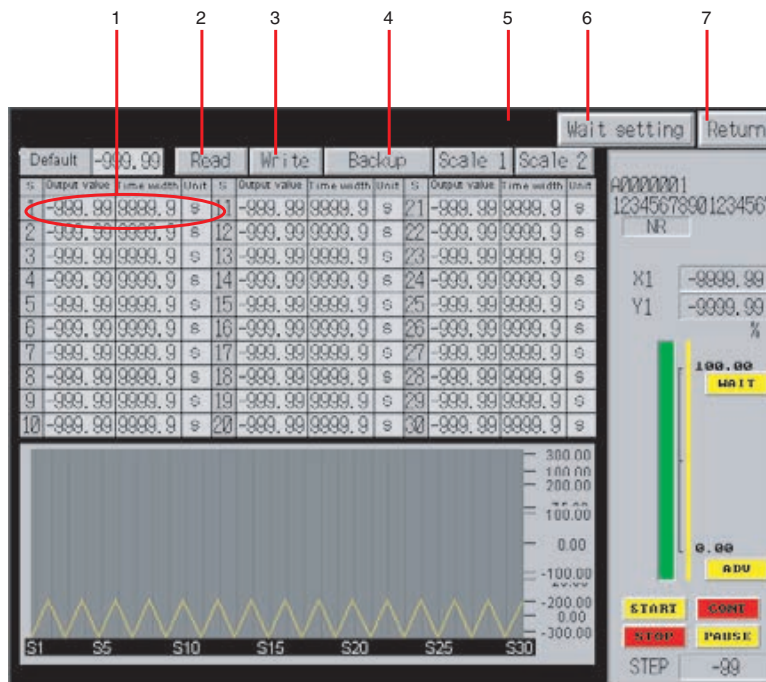 1 2 3 4 5 6 7
Wait setting Return
Default -999.99 Read Write Backup Scale 1 Scale 2
S Output value Time width Unit S Output value Time width Unit S Output value Time width Unit
-999.99 9999.9 S 11 -999.99 9999.9 S 21 -999.99 9999.9 S
2 -999.99 9999.9 S 12 -999.99 9999.9 S 22 -999.99 9999.9 S
3 -999.99 9999.9 S 13 -999.99 9999.9 S 23 -999.99 9999.9 S
4 -999.99 9999.9 S 14 -999.99 9999.9 S 24 -999.99 9999.9 S
5 -999.99 9999.9 S 15 -999.99 9999.9 S 25 -999.99 9999.9 S
6 -999.99 9999.9 S 16 -999.99 9999.9 S 26 -999.99 9999.9 S
7 -999.99 9999.9 S 17 -999.99 9999.9 S 27 -999.99 9999.9 S
8 -999.99 9999.9 S 18 -999.99 9999.9 S 28 -999.99 9999.9 S
9 -999.99 9999.9 S 19 -999.99 9999.9 S 29 -999.99 9999.9 S
10 -999.99 9999.9 S 20 -999.99 9999.9 S 30 -999.99 9999.9 S
300.00
100.00
200.00
100.00
0.00
-100.00
-200.00
0.00
-300.00
S1 S5 S10 S15 S20 S25 S30
A0000001
1234567890123456
NR
X1 -9999.99
Y1 -9999.99
%
100.00
WAIT
0.00
ADV
START CONT
STOP PAUSE
STEP -99